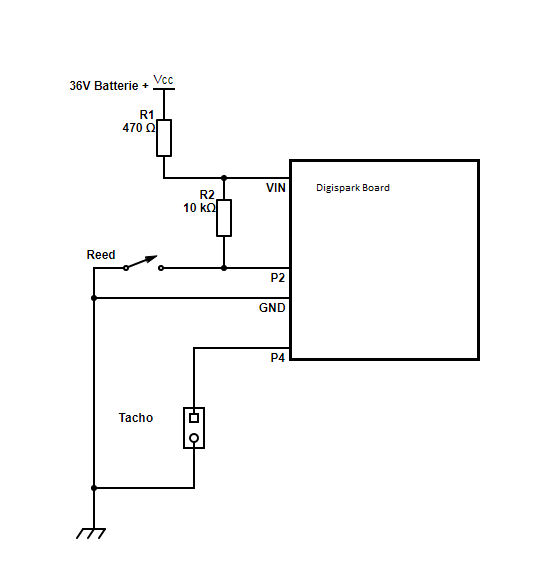 36V Batterie + Vcc
R1
470 Ω
R2
10 kΩ
VIN
Digispark Board
Reed
P2
GND
P4
Tacho